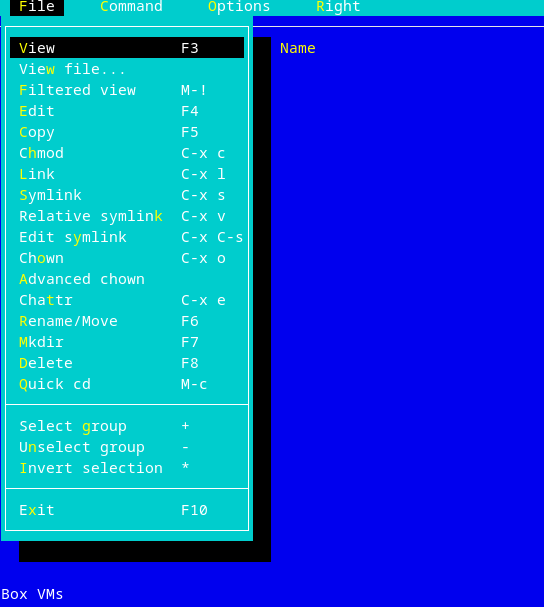 File Command Options Right
View F3 Name
View file...
Filtered view M-!
Edit F4
Copy F5
Chmod C-x c
Link C-x l
Symlink C-x s
Relative symlink C-x v
Edit symlink C-x C-s
Chown C-x o
Advanced chown
Chattr C-x e
Rename/Move F6
Mkdir F7
Delete F8
Quick cd M-c
Select group +
Unselect group -
Invert selection *
Exit F10
Box VMs